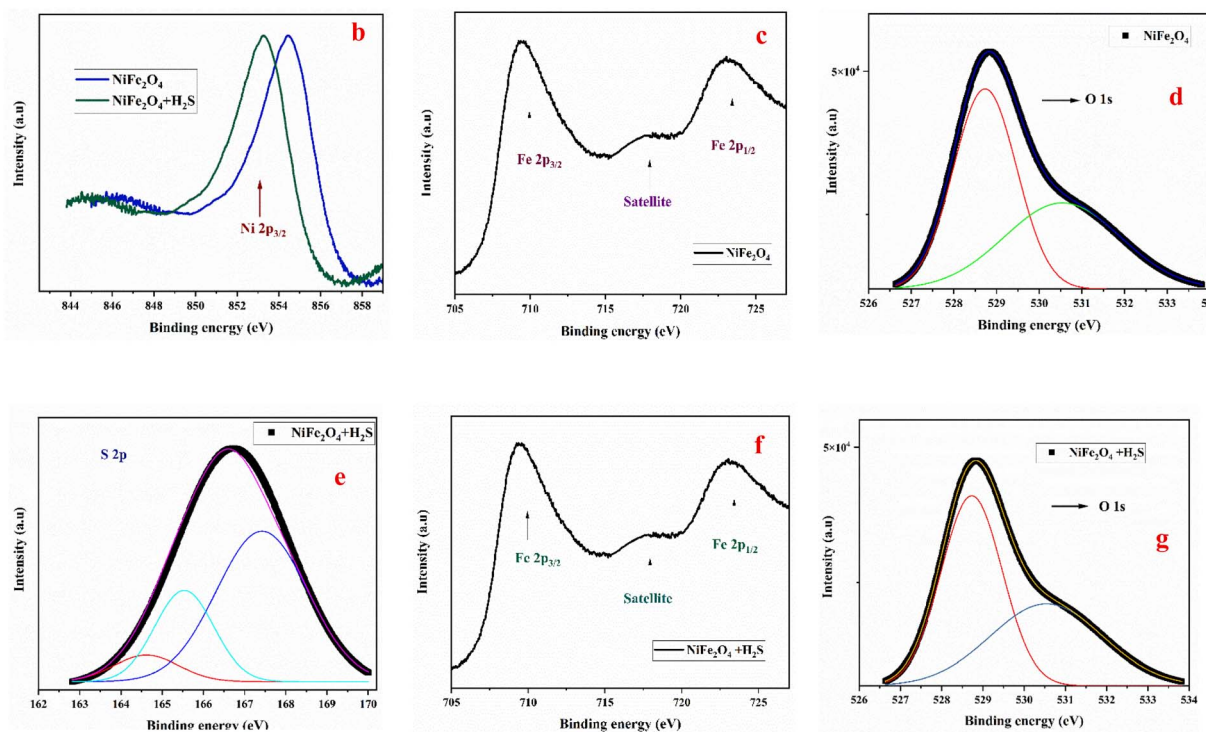 b
NiFe₂O₄
NiFe₂O₄+H₂S
Ni 2p₃/₂
Intensity (a.u)
844 846 848 850 852 854 856 858
Binding energy (eV)
c
Fe 2p₃/₂
Fe 2p₁/₂
Satellite
NiFe₂O₄
Intensity (a.u)
705 710 715 720 725
Binding energy (eV)
NiFe₂O₄
5×10⁴
O 1s
d
Intensity (a.u)
526 527 528 529 530 531 532 533 5
Binding energy (eV)
NiFe₂O₄+H₂S
S 2p
e
Intensity (a.u)
162 163 164 165 166 167 168 169 170
Binding energy (eV)
f
Fe 2p₃/₂
Fe 2p₁/₂
Satellite
NiFe₂O₄ +H₂S
Intensity (a.u)
705 710 715 720 725
Binding energy (eV)
5×10⁴
NiFe₂O₄ +H₂S
O 1s
g
Intensity (a.u)
526 527 528 529 530 531 532 533 534
Binding energy (eV)